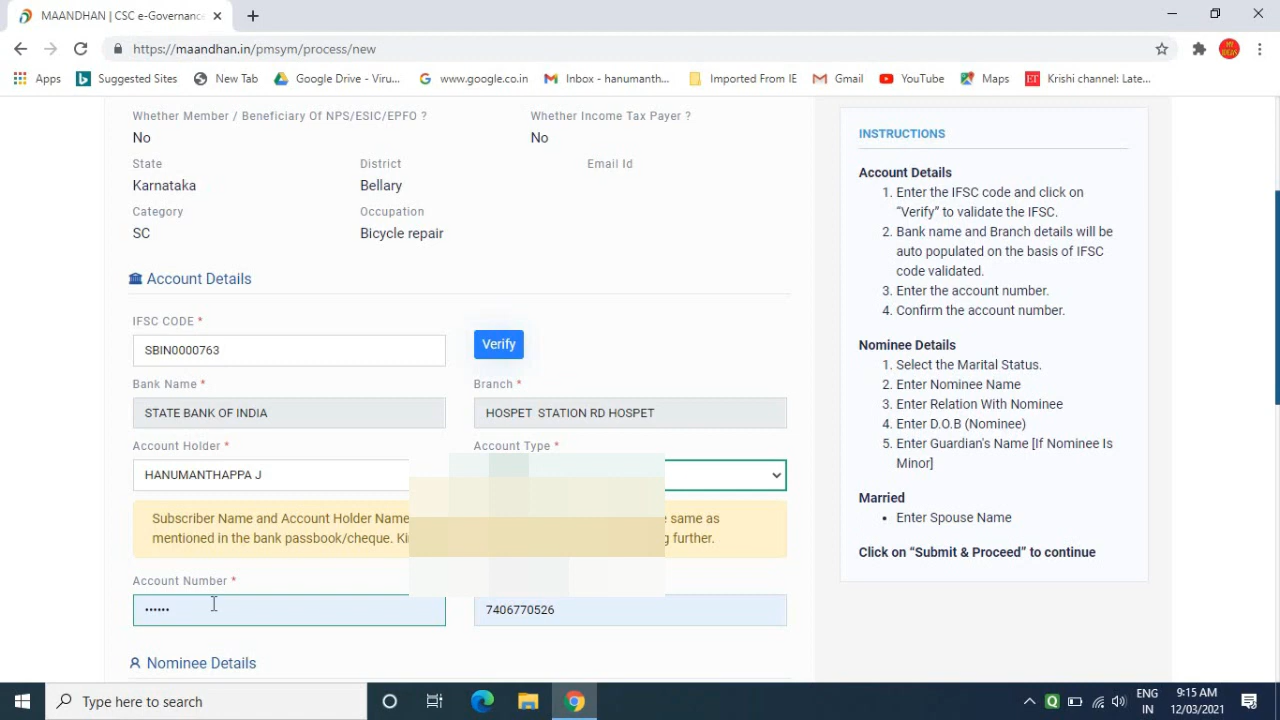 MAANDHAN | CSC e-Governance
https://maandhan.in/pmsym/process/new
MY IDEAS
Apps
Suggested Sites
New Tab
Google Drive - Viru...
www.google.co.in
Inbox - hanumanth...
Imported From IE
Gmail
YouTube
Maps
ET
Krishi channel: Late...
Whether Member / Beneficiary Of NPS/ESIC/EPFO ?
Whether Income Tax Payer ?
No
No
State
District
Email Id
Karnataka
Bellary
Category
Occupation
SC
Bicycle repair
Account Details
IFSC CODE *
SBIN0000763
Verify
Bank Name *
Branch *
STATE BANK OF INDIA
HOSPET STATION RD HOSPET
Account Holder *
Account Type *
HANUMANTHAPPA J
Subscriber Name and Account Holder Name
same as
mentioned in the bank passbook/cheque.
further.
Account Number *
••••••
7406770526
Nominee Details
INSTRUCTIONS
Account Details
1. Enter the IFSC code and click on
“Verify” to validate the IFSC.
2. Bank name and Branch details will be
auto populated on the basis of IFSC
code validated.
3. Enter the account number.
4. Confirm the account number.
Nominee Details
1. Select the Marital Status.
2. Enter Nominee Name
3. Enter Relation With Nominee
4. Enter D.O.B (Nominee)
5. Enter Guardian's Name [If Nominee Is
Minor]
Married
• Enter Spouse Name
Click on “Submit & Proceed” to continue
Type here to search
ENG
IN
9:15 AM
12/03/2021